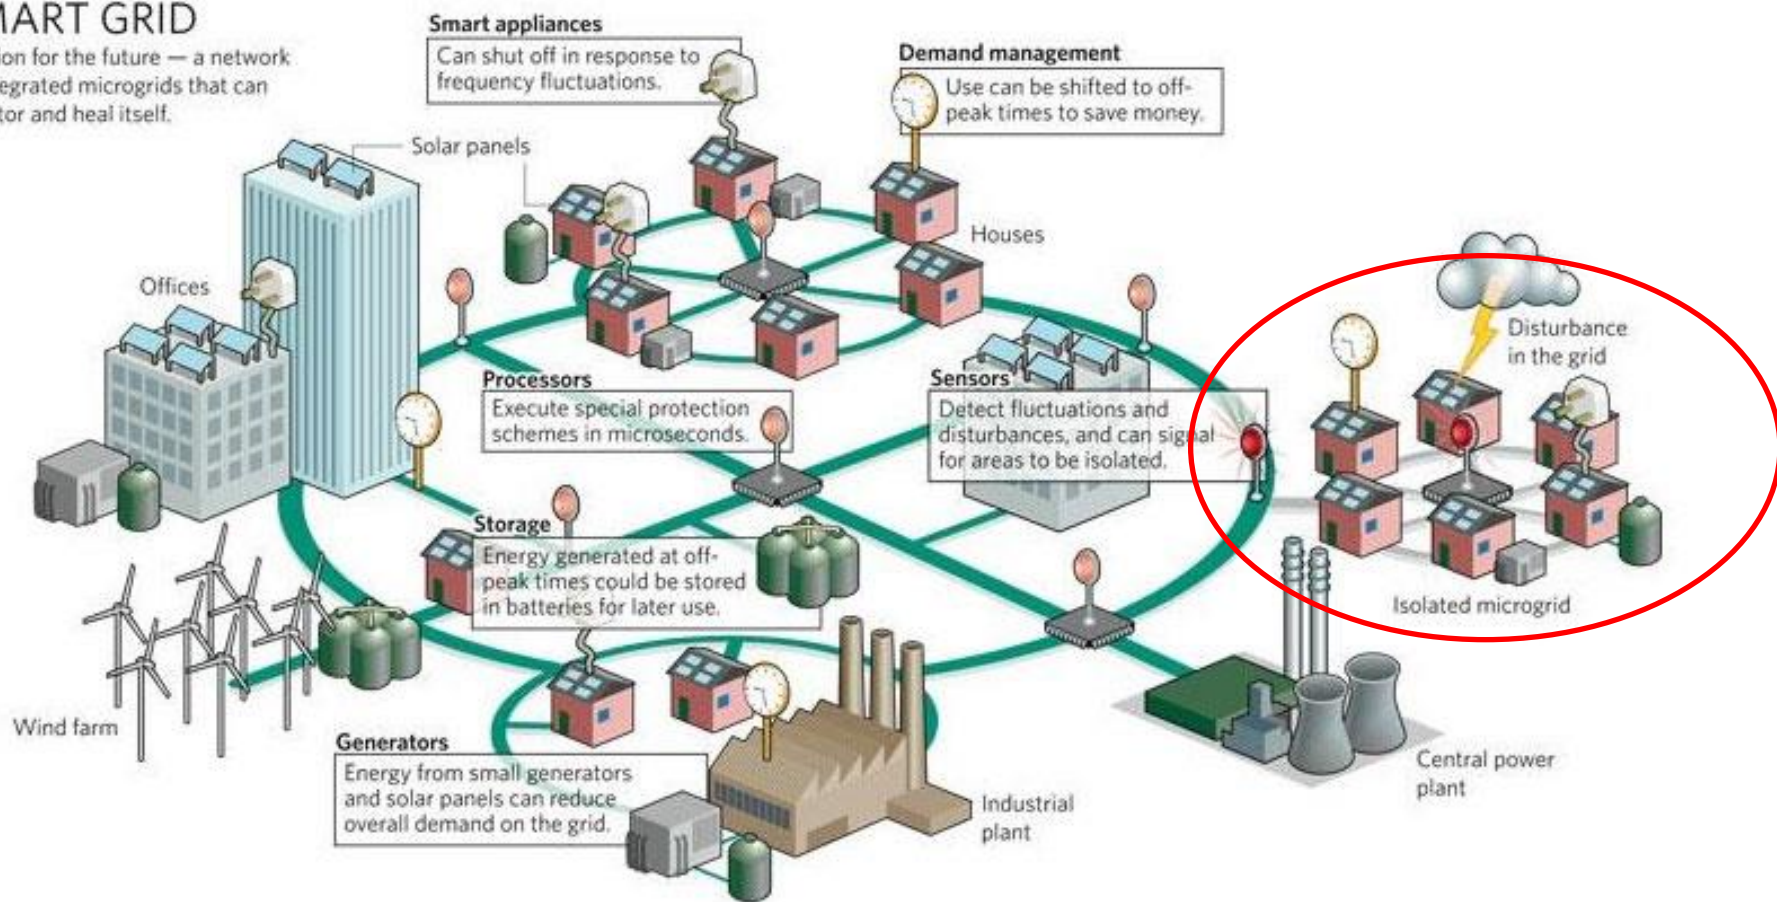 MART GRID
ion for the future — a network
egrated microgrids that can
tor and heal itself.
Smart appliances
Can shut off in response to
frequency fluctuations.
Demand management
Use can be shifted to off-
peak times to save money.
Solar panels
Houses
Offices
Disturbance
in the grid
Processors
Execute special protection
schemes in microseconds.
Sensors
Detect fluctuations and
disturbances, and can signal
for areas to be isolated.
Storage
Energy generated at off-
peak times could be stored
in batteries for later use.
Isolated microgrid
Wind farm
Generators
Energy from small generators
and solar panels can reduce
overall demand on the grid.
Industrial
plant
Central power
plant